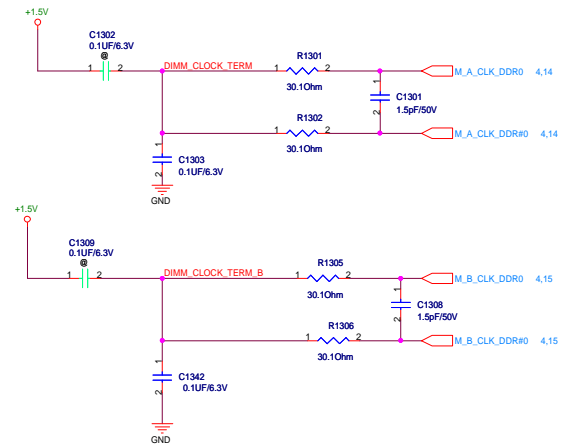 +1.5V
C1302
0.1UF/6.3V
@
1 2
DIMM_CLOCK_TERM
R1301
1 2
30.1Ohm
M_A_CLK_DDR0 4,14
1
C1301
1.5pF/50V
2
R1302
1 2
30.1Ohm
M_A_CLK_DDR#0 4,14
1
C1303
0.1UF/6.3V
2
GND
+1.5V
C1309
0.1UF/6.3V
@
1 2
DIMM_CLOCK_TERM_B
R1305
1 2
30.1Ohm
M_B_CLK_DDR0 4,15
1
C1308
1.5pF/50V
2
R1306
1 2
30.1Ohm
M_B_CLK_DDR#0 4,15
1
C1342
0.1UF/6.3V
2
GND